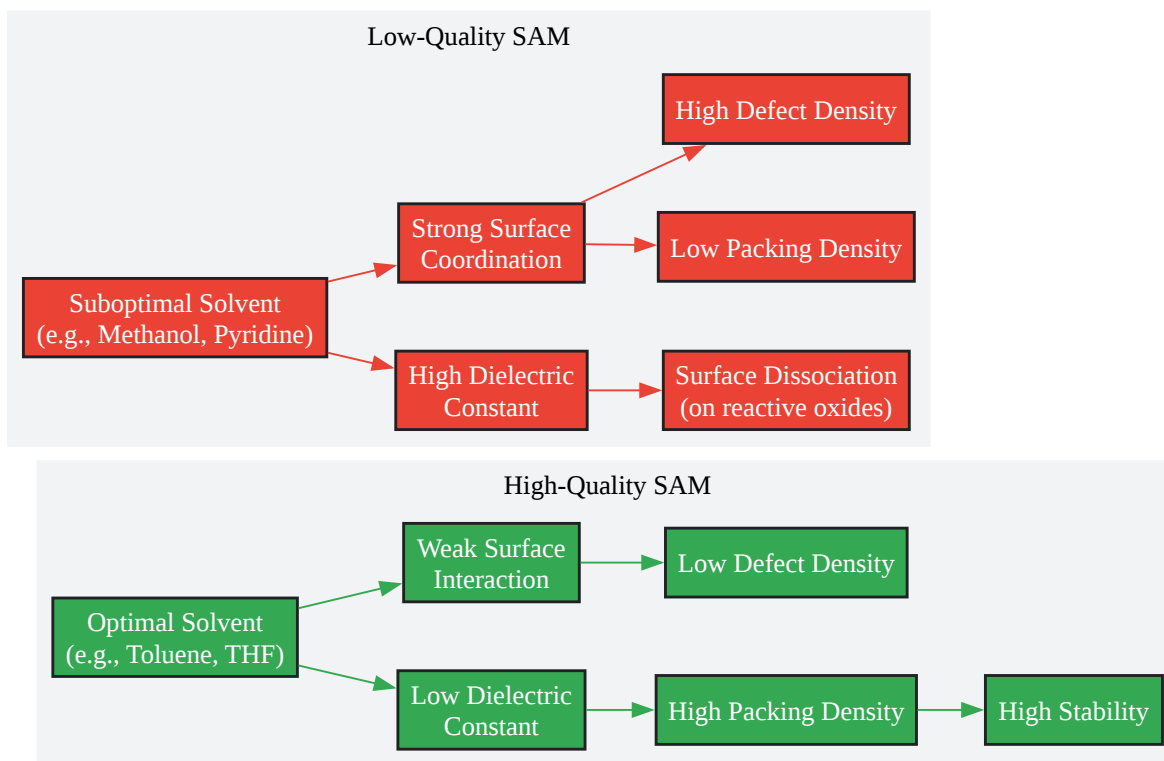 Low-Quality SAM
High Defect Density
Strong Surface
Coordination
Low Packing Density
Suboptimal Solvent
(e.g., Methanol, Pyridine)
High Dielectric
Constant
Surface Dissociation
(on reactive oxides)
High-Quality SAM
Weak Surface
Interaction
Low Defect Density
Optimal Solvent
(e.g., Toluene, THF)
Low Dielectric
Constant
High Packing Density
High Stability